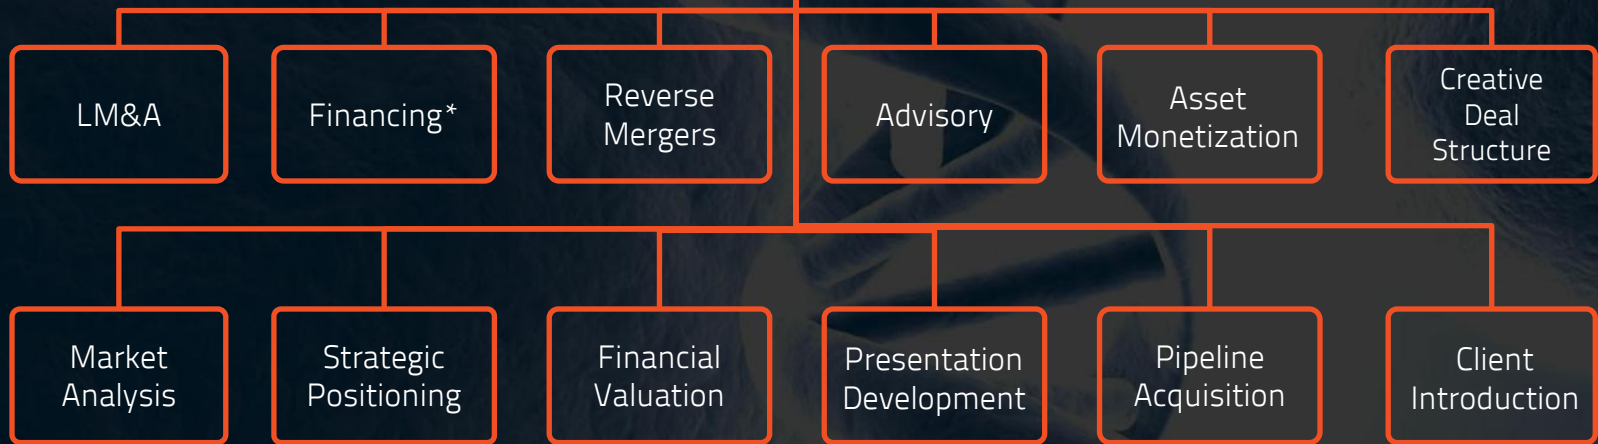 LM&A
Financing*
Reverse
Mergers
Advisory
Asset
Monetization
Creative
Deal
Structure
Market
Analysis
Strategic
Positioning
Financial
Valuation
Presentation
Development
Pipeline
Acquisition
Client
Introduction